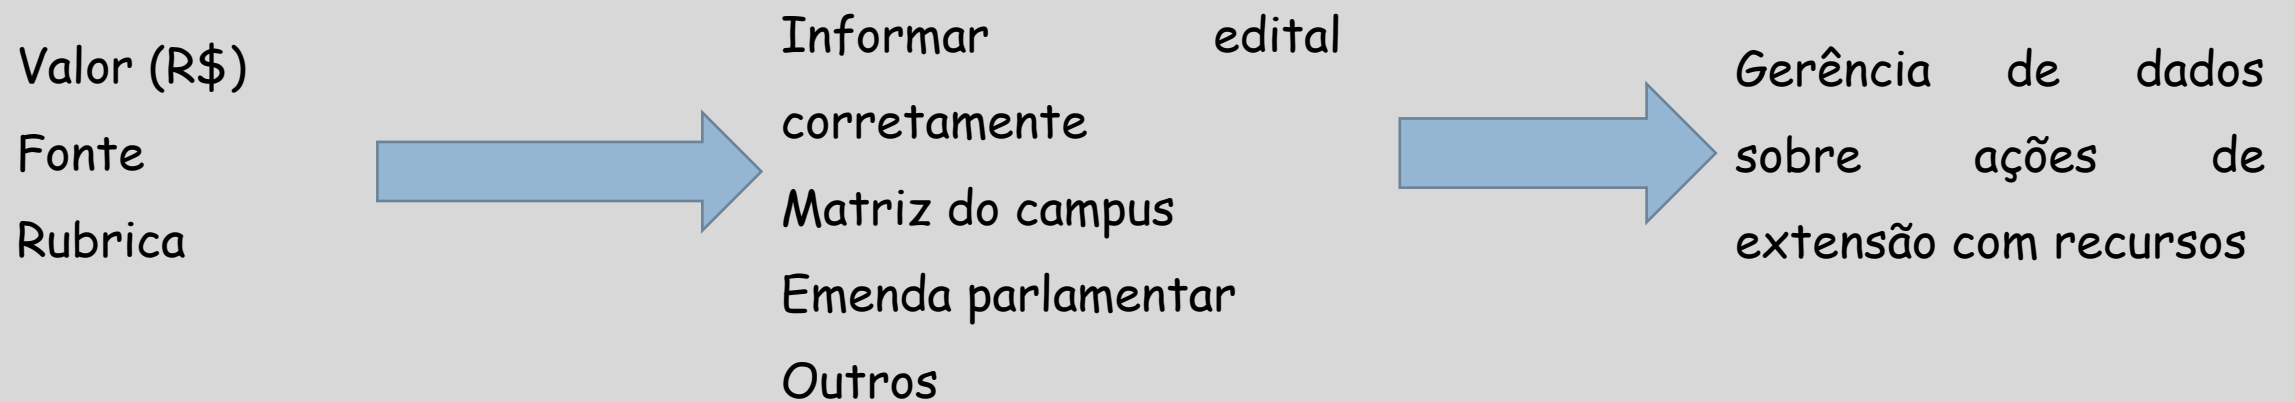 Valor (R$)
Fonte
Rubrica
Informar edital
corretamente
Matriz do campus
Emenda parlamentar
Outros
Gerência de dados
sobre ações de
extensão com recursos